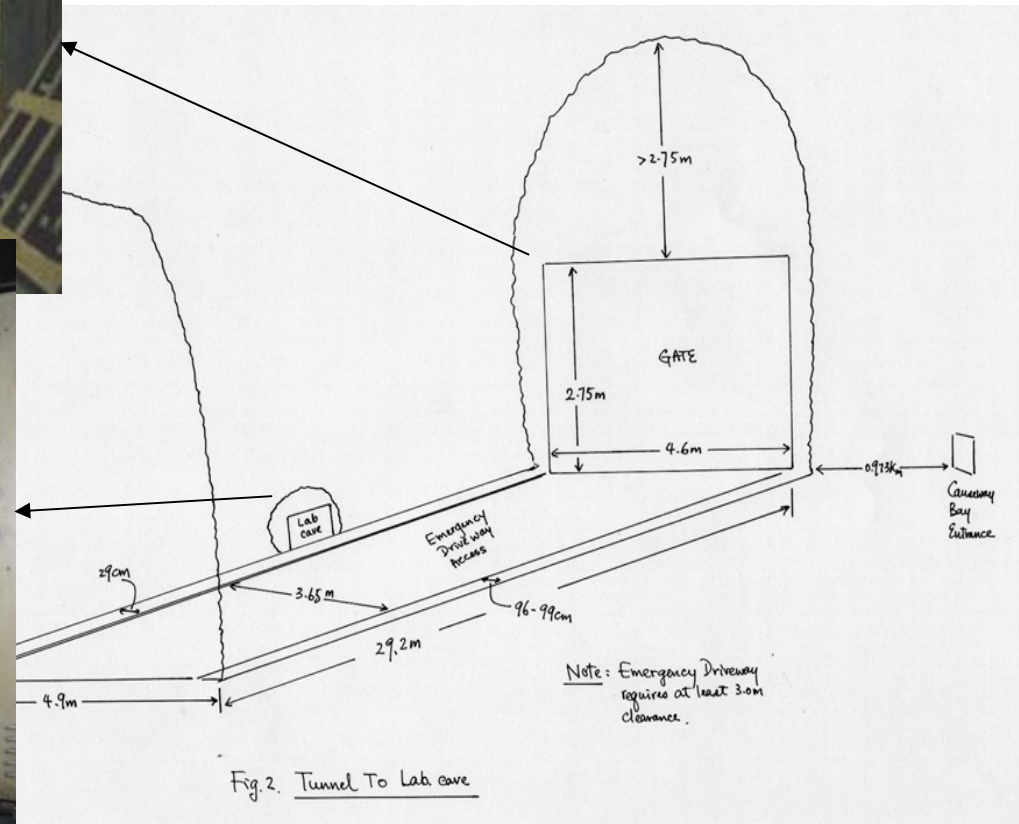 >2.75m
GATE
2.75m
4.6m
0.973Km
Causeway
Bay
Entrance
Lab
cave
Emergency
Driveway
Access
29cm
3.65m
96-99cm
29.2m
4.9m
Note: Emergency Driveway
requires at least 3.0m
clearance.
Fig.2. Tunnel To Lab cave